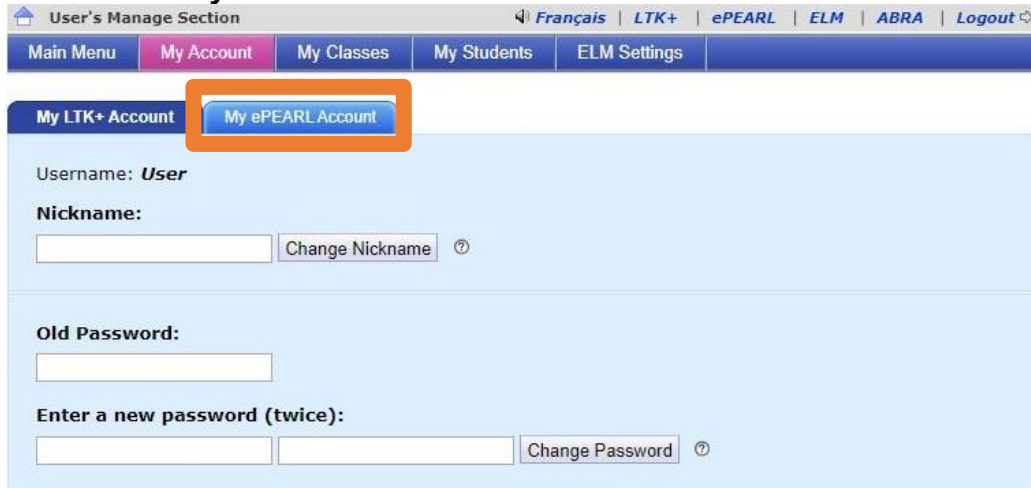 User's Manage Section Français | LTK+ | ePEARL | ELM | ABRA | Logout
Main Menu My Account My Classes My Students ELM Settings
My LTK+ Account My ePEARL Account
Username: User
Nickname:
Change Nickname ?
Old Password:
Enter a new password (twice):
Change Password ?